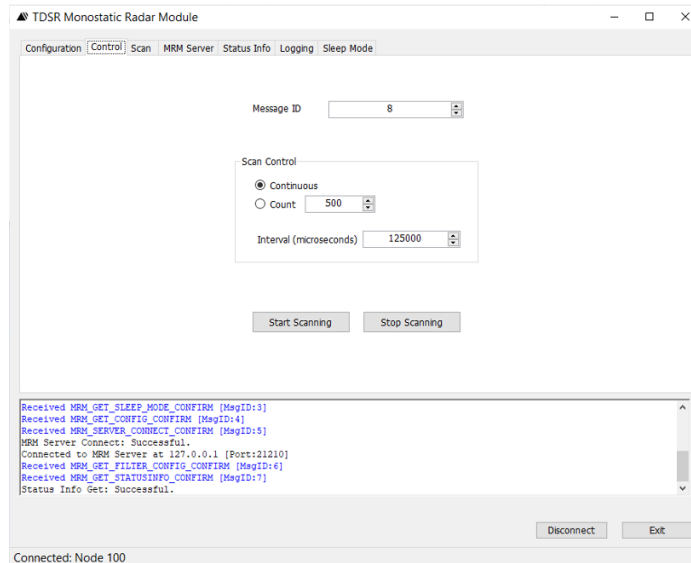 TDSR Monostatic Radar Module
Configuration Control Scan MRM Server Status Info Logging Sleep Mode
Message ID 8
Scan Control
Continuous
Count 500
Interval (microseconds) 125000
Start Scanning Stop Scanning
Received MRM_GET_SLEEP_MODE_CONFIRM [MsgID:3]
Received MRM_GET_CONFIG_CONFIRM [MsgID:4]
Received MRM_SERVER_CONNECT_CONFIRM [MsgID:5]
MRM Server Connect: Successful.
Connected to MRM Server at 127.0.0.1 [Port:21210]
Received MRM_GET_FILTER_CONFIG_CONFIRM [MsgID:6]
Received MRM_GET_STATUSINFO_CONFIRM [MsgID:7]
Status Info Get: Successful.
Disconnect Exit
Connected: Node 100